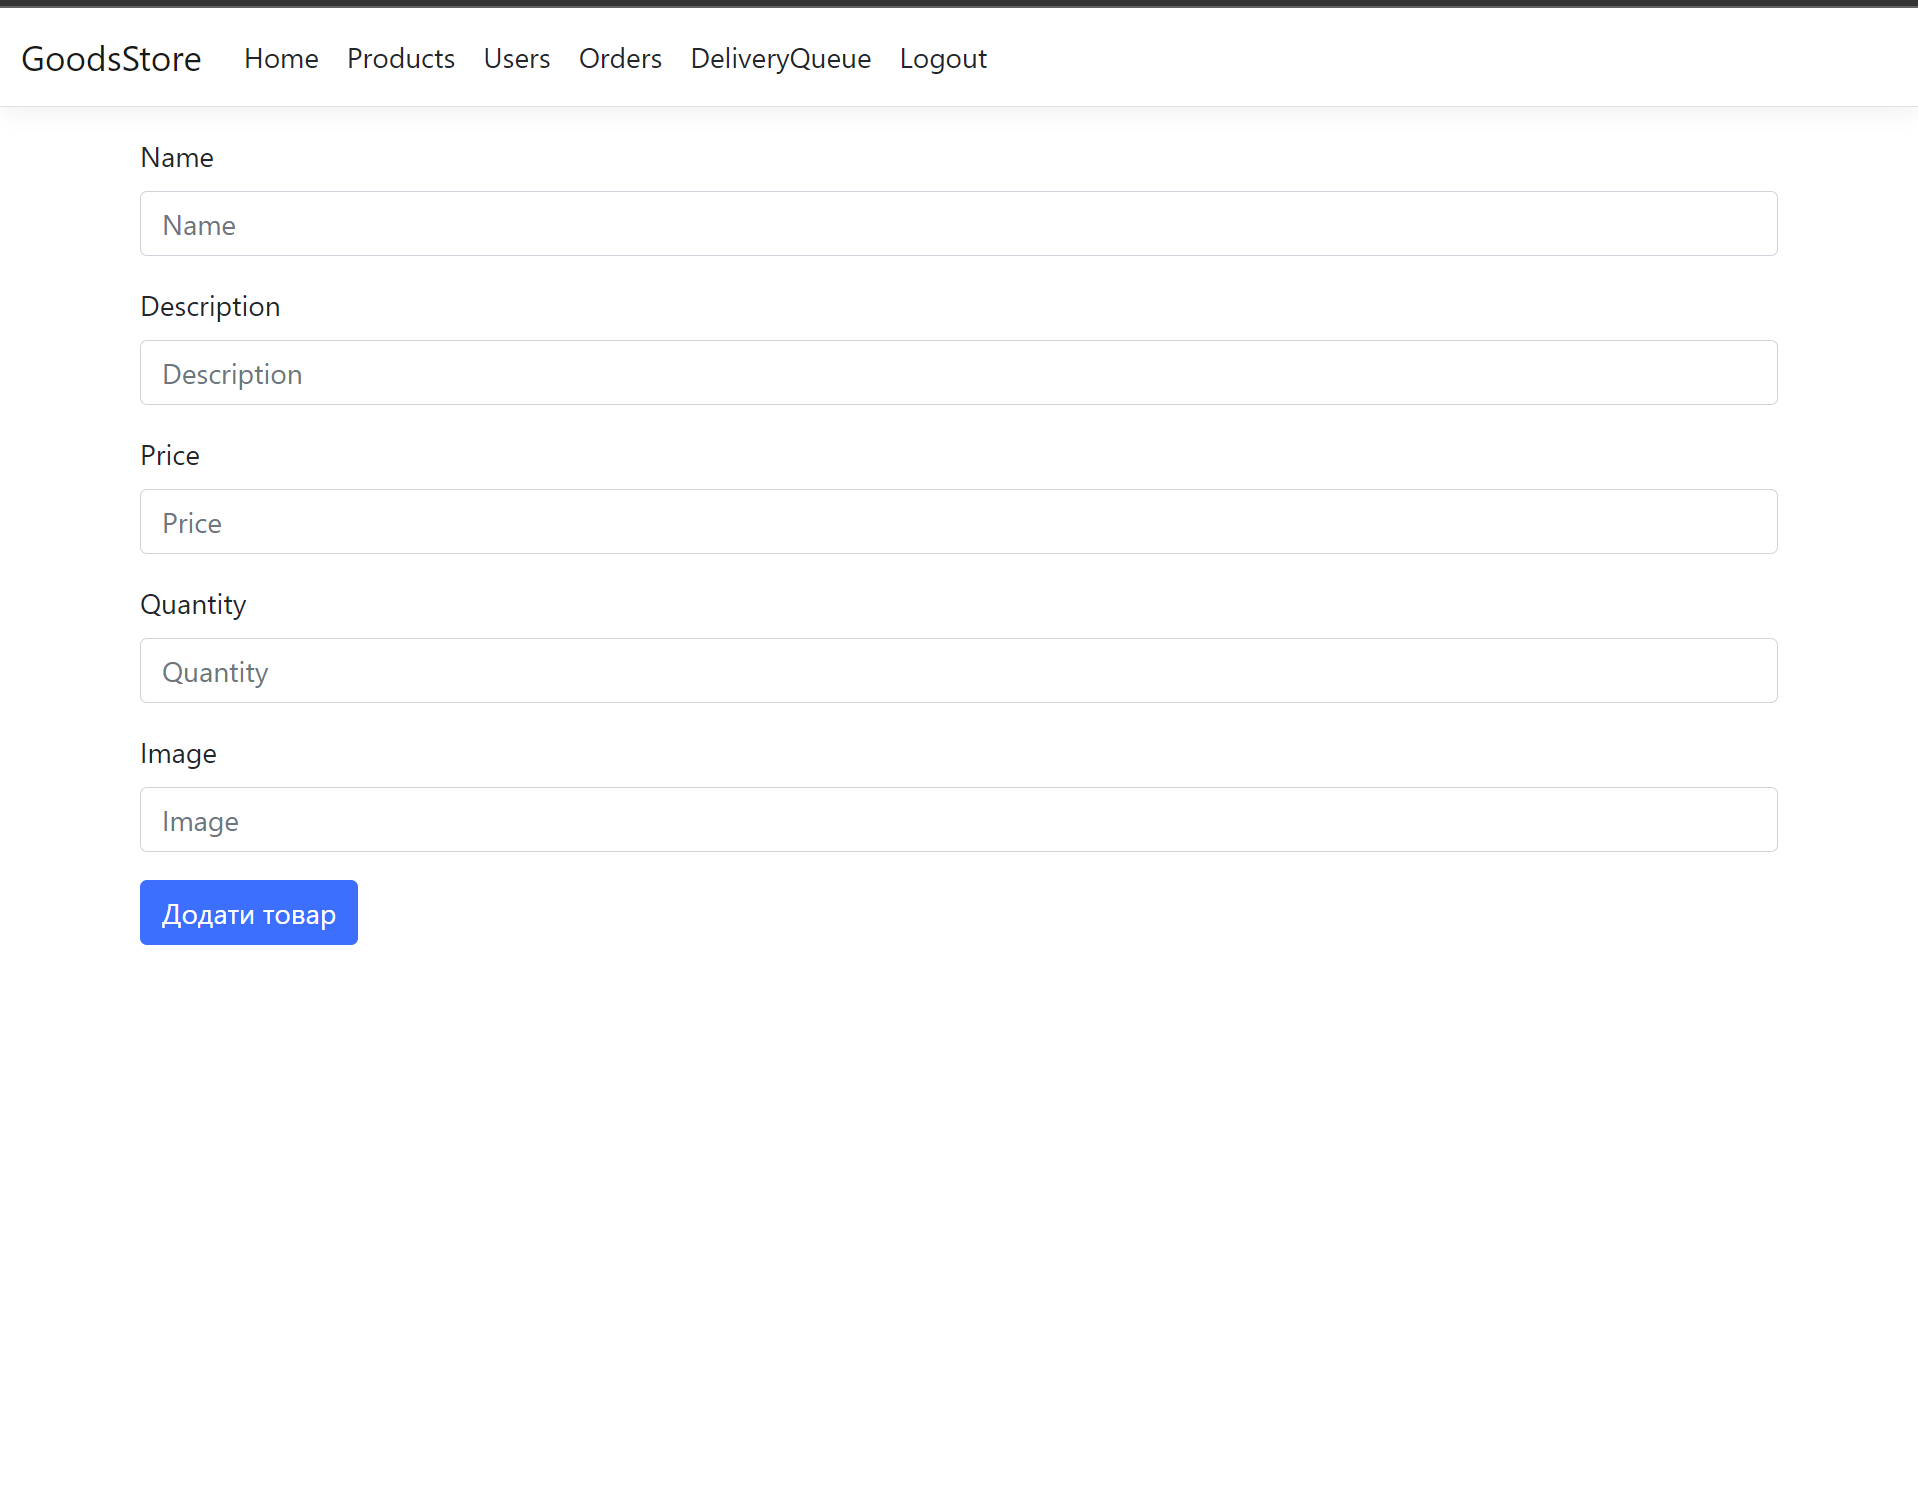 GoodsStore Home Products Users Orders DeliveryQueue Logout
Name
Name
Description
Description
Price
Price
Quantity
Quantity
Image
Image
Додати товар